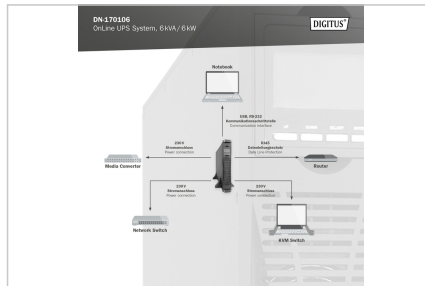 DN-170106
OnLine UPS System, 6 kVA / 6 kW
DIGITUS®
Notebook
USB, RS-232
Kommunikationsschnittstelle
Communication interface
230V
Stromanschluss
Power connection
RJ45
Datenleitungsschutz
Data Line Protection
Media Converter
Router
230V
Stromanschluss
Power connection
230V
Stromanschluss
Power connection
Network Switch
KVM Switch